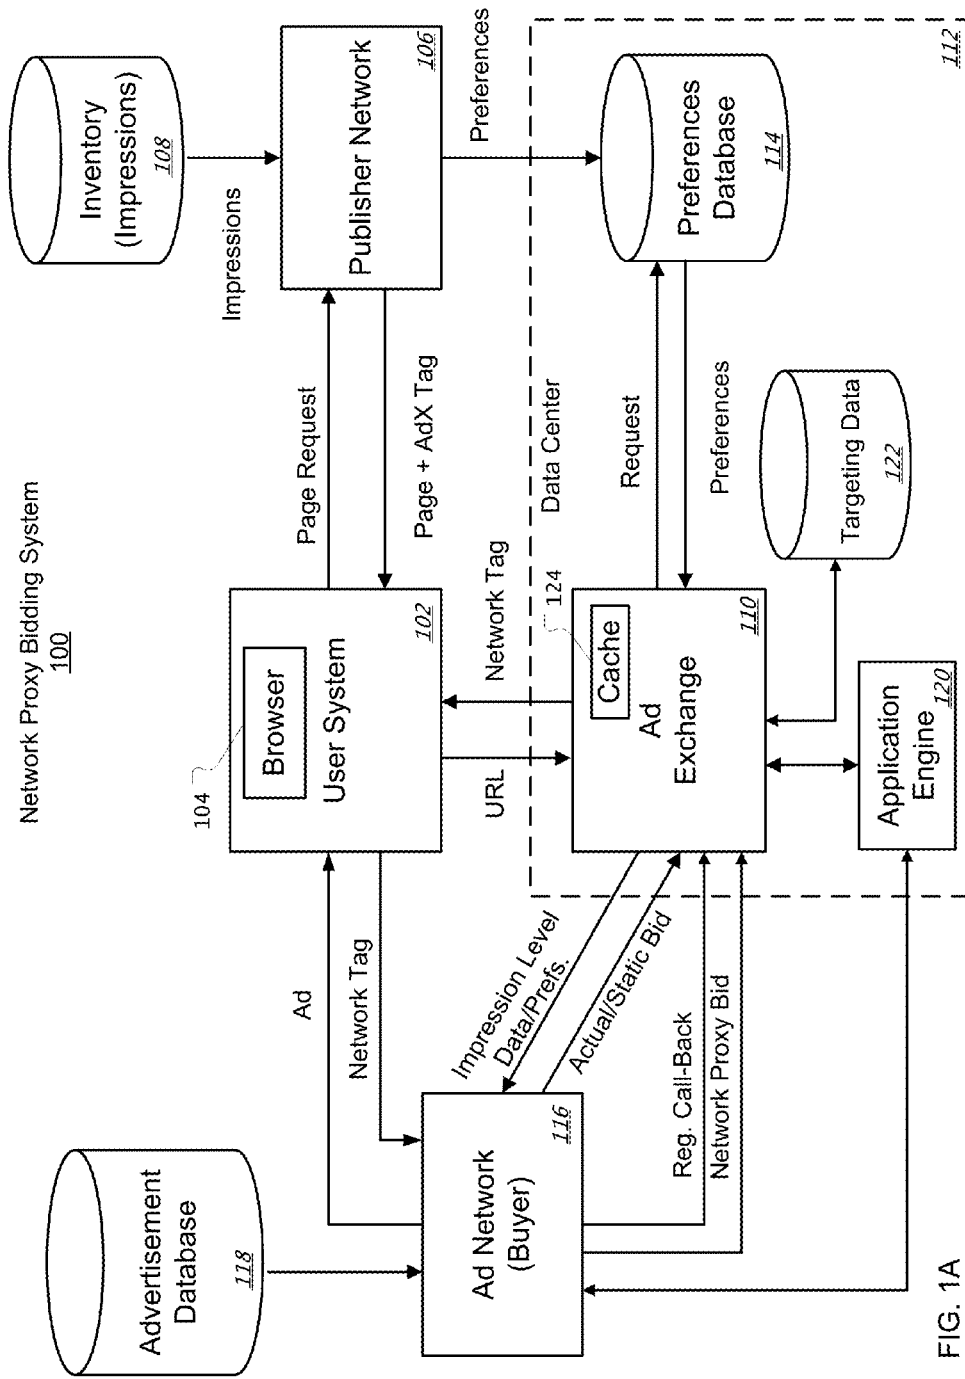 Network Proxy Bidding System
100
Advertisement
Database
118
Ad
Network Tag
104
Browser
User System
102
Page Request
Page + AdX Tag
Impressions
Inventory
(Impressions)
108
Publisher Network
106
Preferences
URL
Network Tag
124
Data Center
Ad Network
(Buyer)
116
Impression Level
Data/Prefs.
Actual/Static Bid
Reg. Call-Back
Network Proxy Bid
Cache
Ad
Exchange
110
Request
Preferences
Preferences
Database
114
Targeting Data
122
Application
Engine
120
112
FIG. 1A